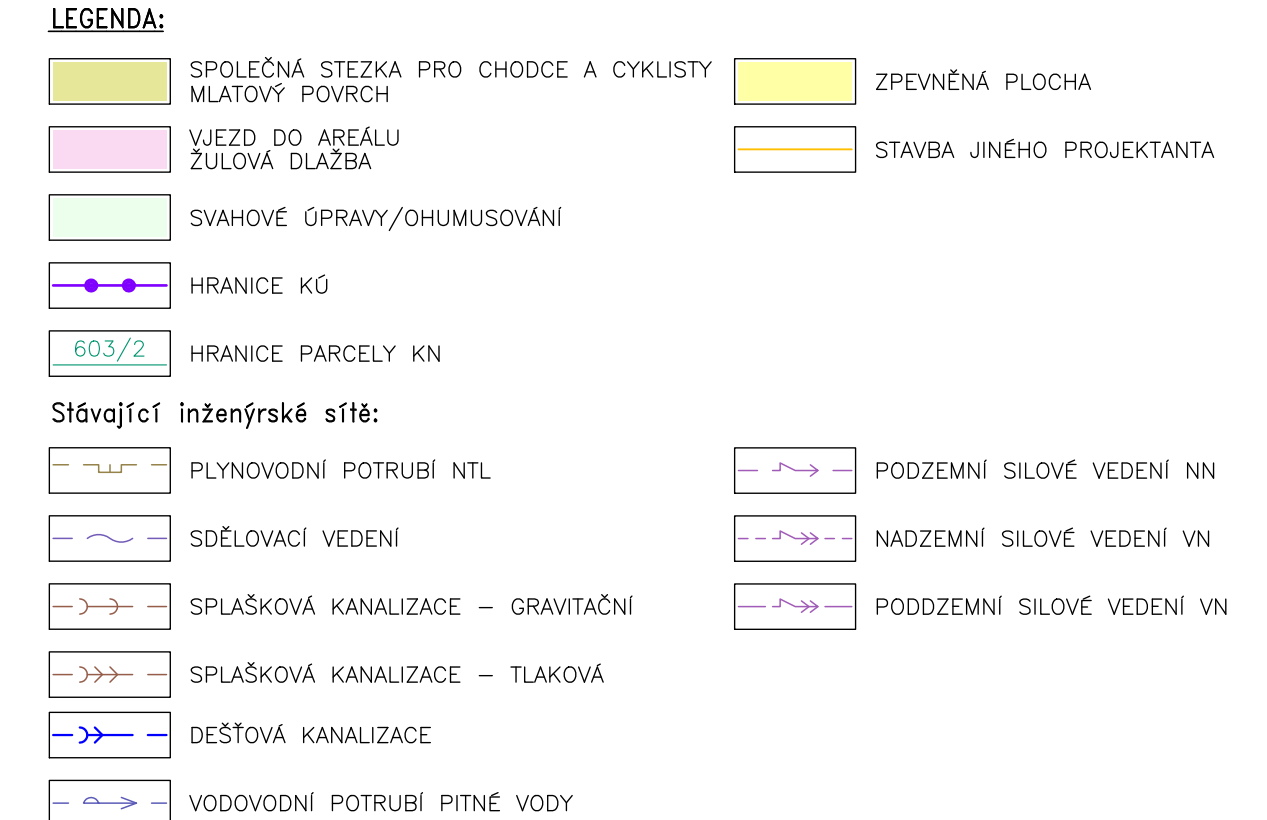 LEGENDA:
SPOLEČNÁ STEZKA PRO CHODCE A CYKLISTY
MLATOVÝ POVRCH
VJEZD DO AREÁLU
ŽULOVÁ DLAŽBA
SVAHOVÉ ÚPRAVY/OHUMUSOVÁNÍ
HRANICE KÚ
603/2
HRANICE PARCELY KN
ZPEVNĚNÁ PLOCHA
STAVBA JINÉHO PROJEKTANTA
Stávající inženýrské sítě:
PLYNOVODNÍ POTRUBÍ NTL
SDĚLOVACÍ VEDENÍ
SPLAŠKOVÁ KANALIZACE – GRAVITAČNÍ
SPLAŠKOVÁ KANALIZACE – TLAKOVÁ
DEŠŤOVÁ KANALIZACE
VODOVODNÍ POTRUBÍ PITNÉ VODY
PODZEMNÍ SILOVÉ VEDENÍ NN
NADZEMNÍ SILOVÉ VEDENÍ VN
PODDZEMNÍ SILOVÉ VEDENÍ VN